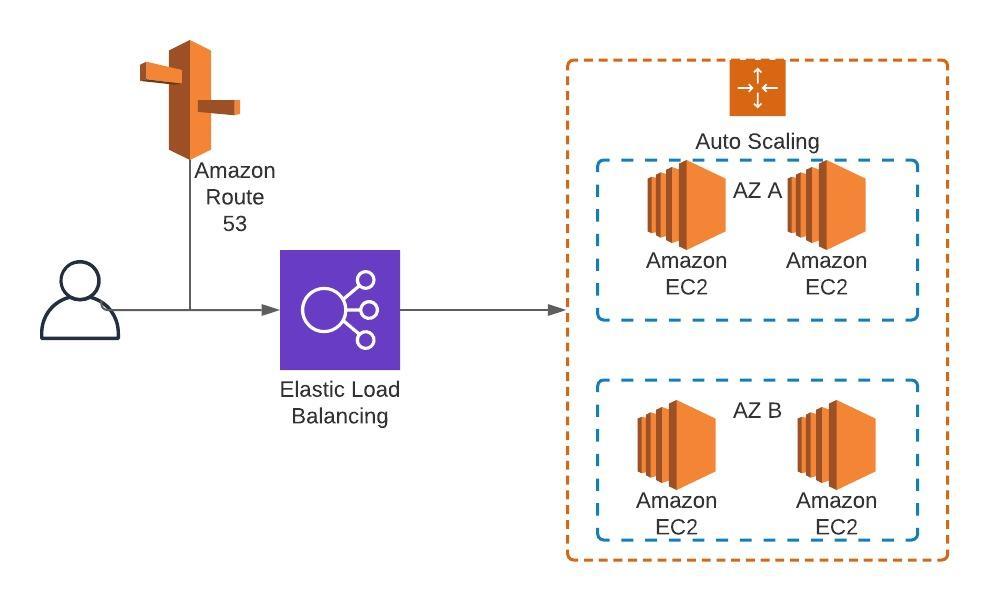 Amazon
Route
53
Elastic Load
Balancing
Auto Scaling
AZ A
Amazon
EC2
Amazon
EC2
AZ B
Amazon
EC2
Amazon
EC2